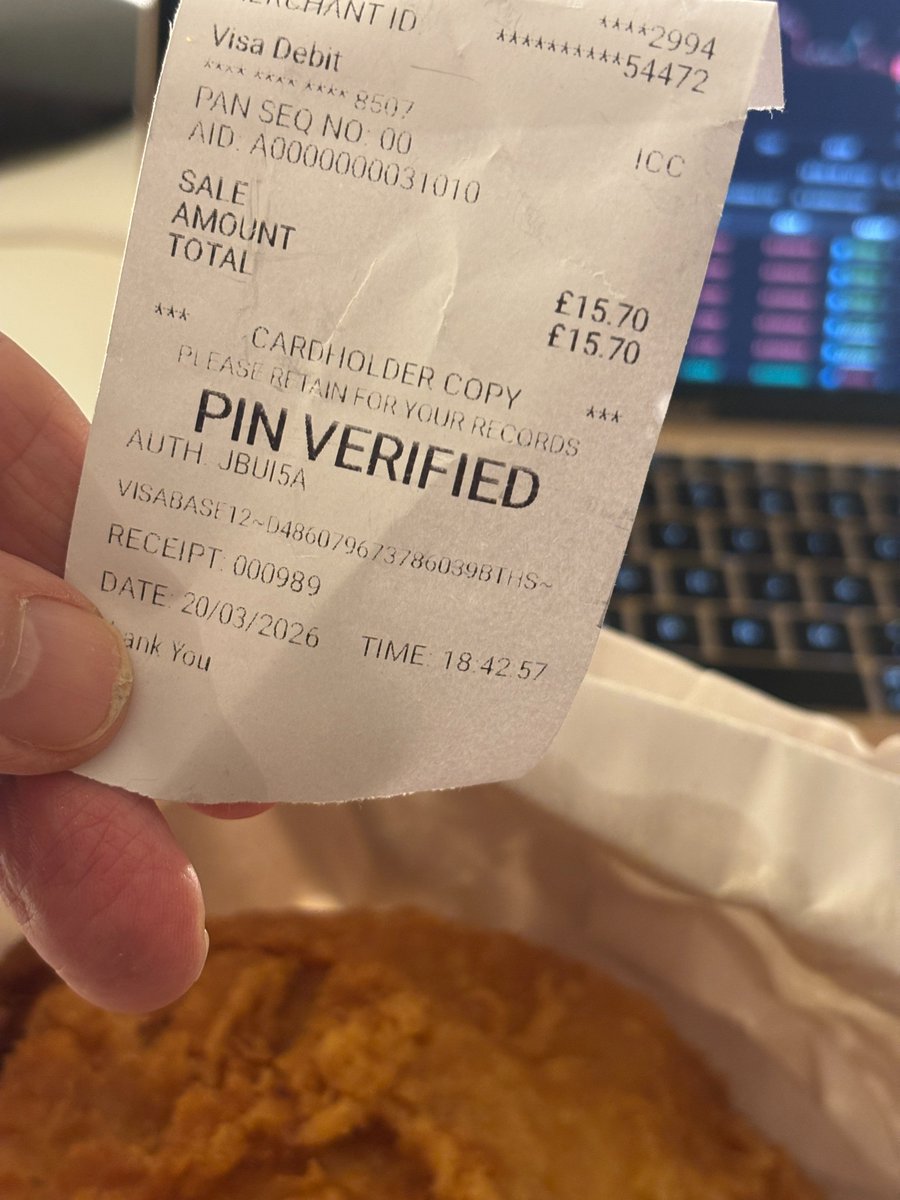 MERCHANT ID
****2994
**********54472
Visa Debit
**** **** **** 8507
PAN SEQ NO: 00
ICC
AID: A0000000031010
SALE
AMOUNT £15.70
TOTAL £15.70
*** CARDHOLDER COPY ***
PLEASE RETAIN FOR YOUR RECORDS
PIN VERIFIED
AUTH: JBUI5A
VISABASE12~D486079673786039BTHS~
RECEIPT: 000989
DATE: 20/03/2026 TIME: 18:42:57
ank You